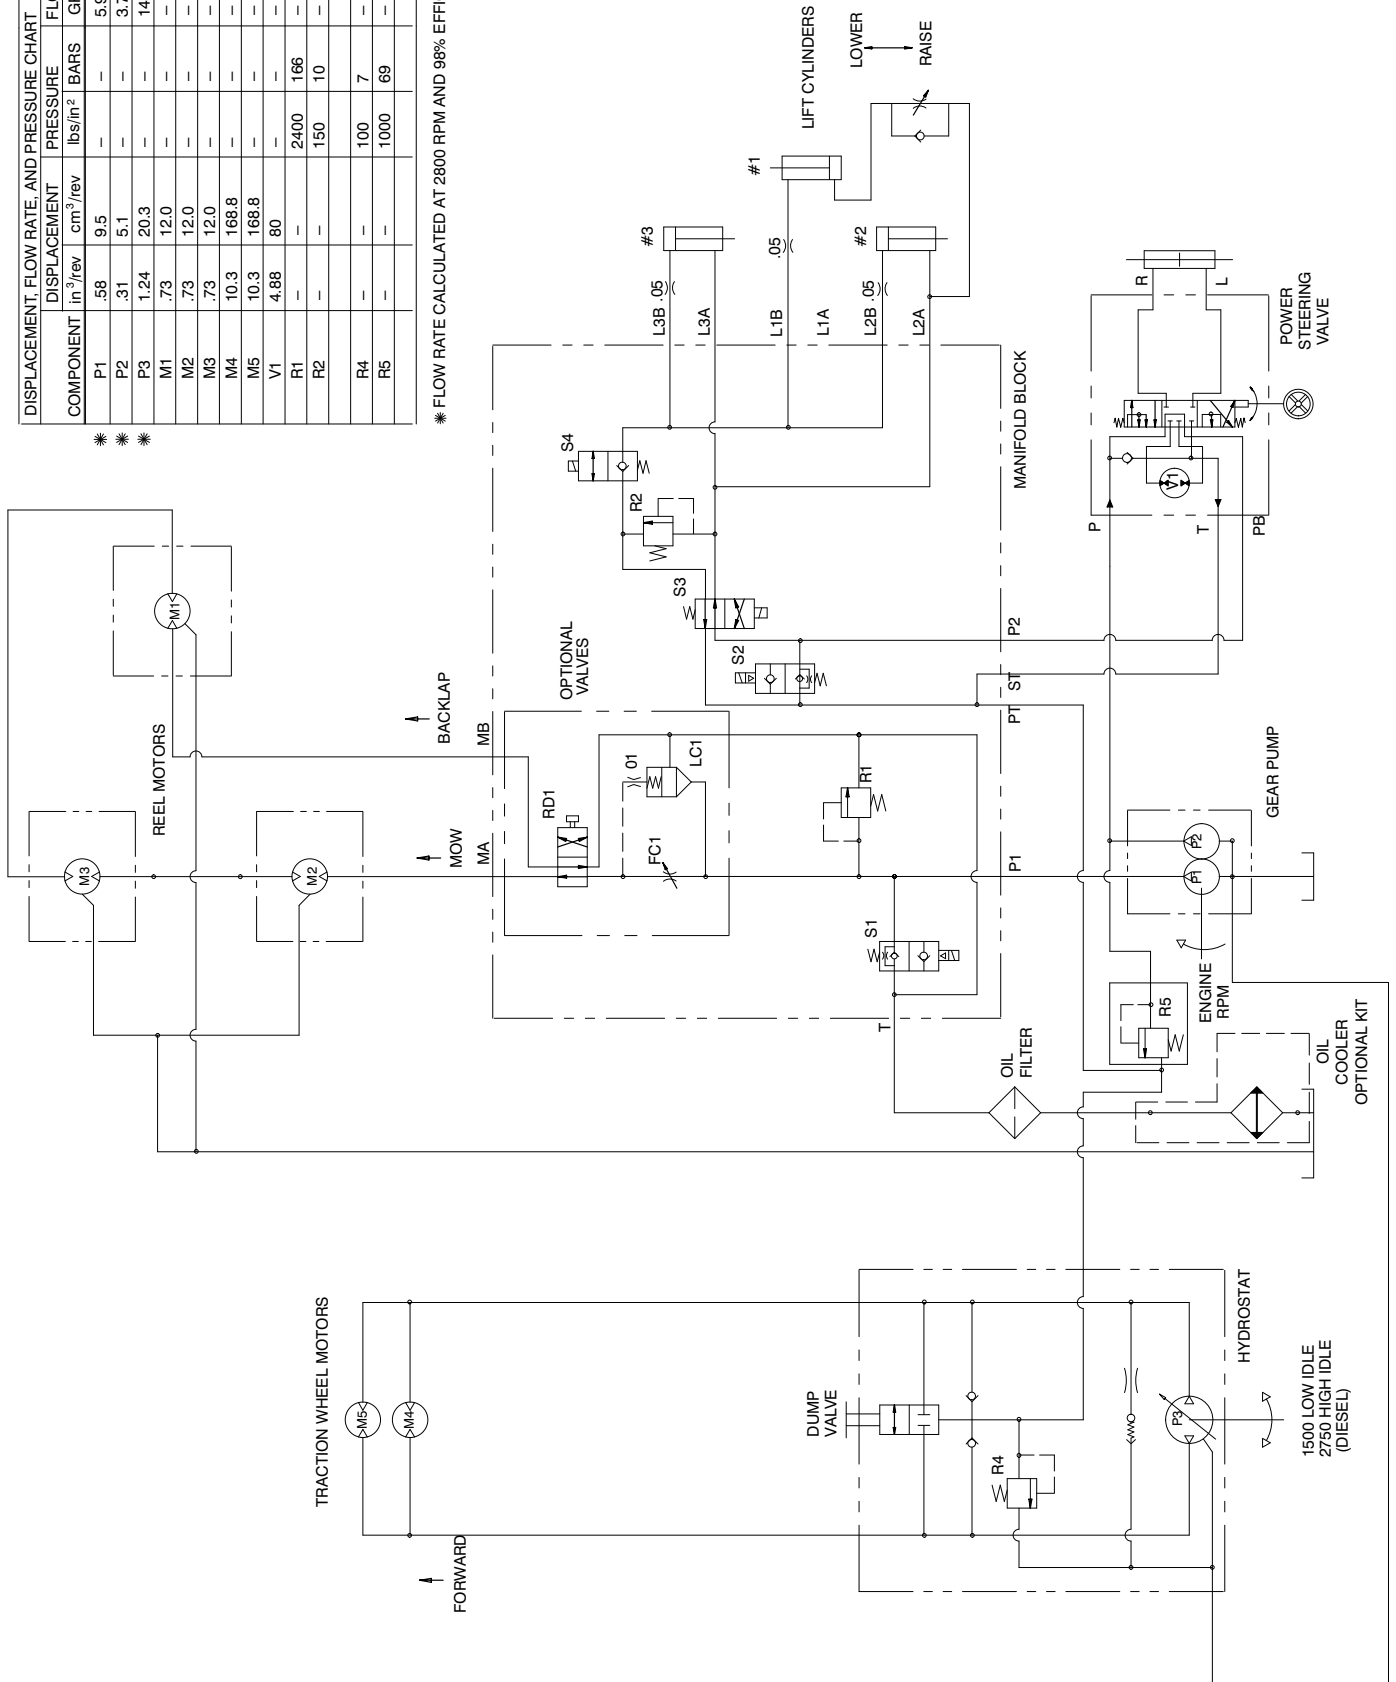 DISPLACEMENT, FLOW RATE, AND PRESSURE CHART
DISPLACEMENT PRESSURE
COMPONENT in³/rev cm³/rev lbs/in² BARS
✱ P1 .58 9.5 – –
✱ P2 .31 5.1 – –
✱ P3 1.24 20.3 – – 14
M1 .73 12.0 – – –
M2 .73 12.0 – – –
M3 .73 12.0 – – –
M4 10.3 168.8 – – –
M5 10.3 168.8 – – –
V1 4.88 80 – – –
R1 – – 2400 166 –
R2 – – 150 10 –
R4 – – 100 7 –
R5 – – 1000 69 –
✱ FLOW RATE CALCULATED AT 2800 RPM AND 98%
LIFT CYLINDERS
LOWER
RAISE
#3
#1
#2
L3B .05
L3A
L1B
.05
L1A
L2B .05
L2A
S4
R2
S3
S2
MANIFOLD BLOCK
P2
ST
PT
R
L
POWER
STEERING
VALVE
V1
P
T
PB
REEL MOTORS
M1
M3
M2
BACKLAP
MB
MOW
MA
OPTIONAL
VALVES
RD1
01
LC1
FC1
R1
S1
P1
T
GEAR PUMP
P2
P1
ENGINE
RPM
R5
OIL
FILTER
OIL
COOLER
OPTIONAL KIT
TRACTION WHEEL MOTORS
M5
M4
FORWARD
DUMP
VALVE
R4
P3
HYDROSTAT
1500 LOW IDLE
2750 HIGH IDLE
(DIESEL)